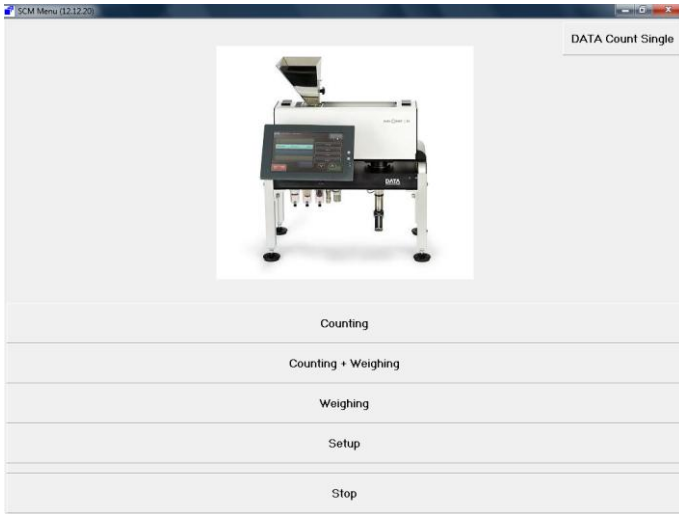 SCM Menu (12.12.20)
DATA Count Single
DATA
Counting
Counting + Weighing
Weighing
Setup
Stop